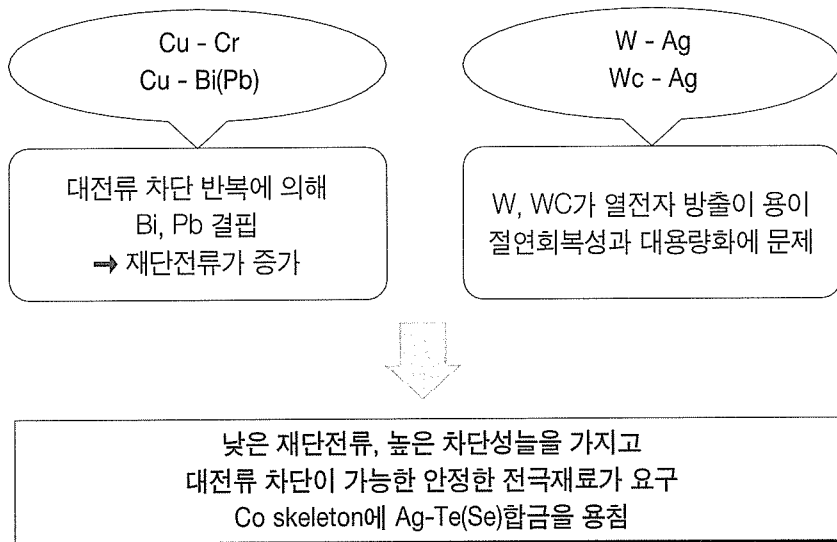 Cu - Cr
Cu - Bi(Pb)
W - Ag
Wc - Ag
대전류 차단 반복에 의해
Bi, Pb 결핍
➡ 재단전류가 증가
W, WC가 열전자 방출이 용이
절연회복성과 대용량화에 문제
낮은 재단전류, 높은 차단성늘을 가지고
대전류 차단이 가능한 안정한 전극재료가 요구
Co skeleton에 Ag-Te(Se)합금을 용침